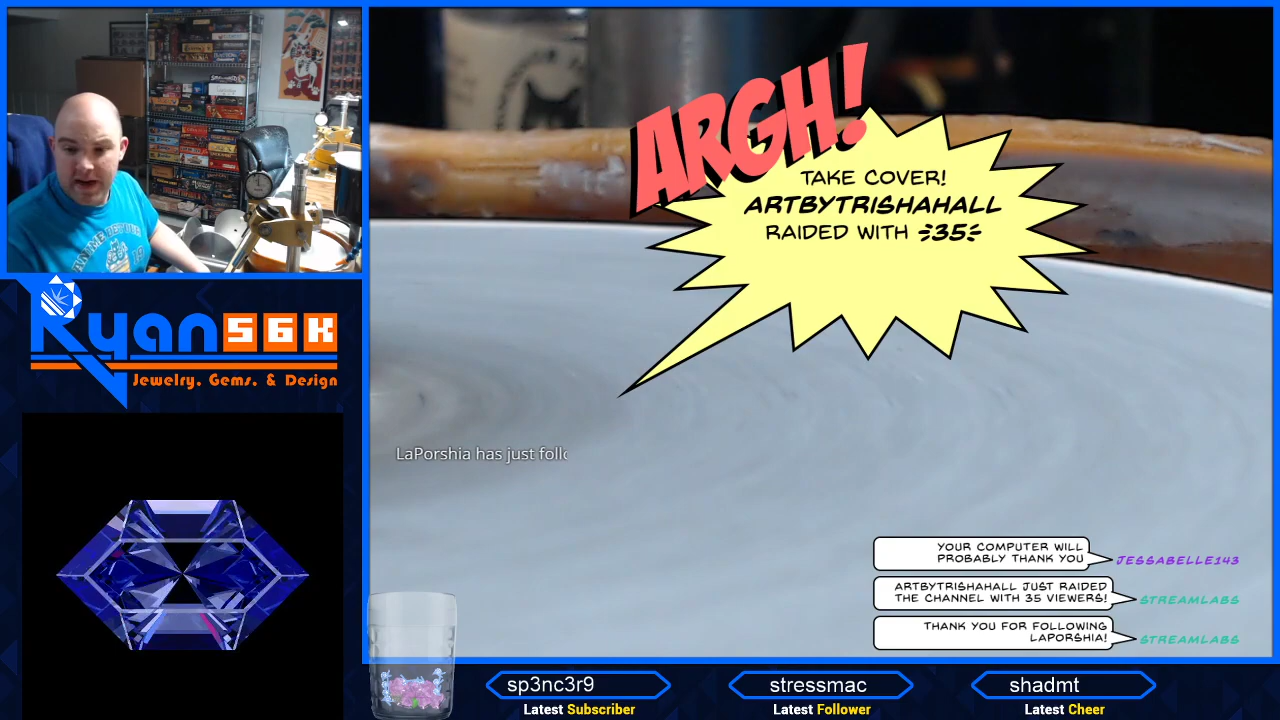 ARGH!
TAKE COVER!
ARTBYTRISHAHALL
RAIDED WITH 35
Ryan56K
Jewelry, Gems, & Design
LaPorshia has just follo
YOUR COMPUTER WILL
PROBABLY THANK YOU
JESSABELLE143
ARTBYTRISHAHALL JUST RAIDED
THE CHANNEL WITH 35 VIEWERS!
STREAMLABS
THANK YOU FOR FOLLOWING
LAPORSHIA!
STREAMLABS
sp3nc3r9
Latest Subscriber
stressmac
Latest Follower
shadmt
Latest Cheer